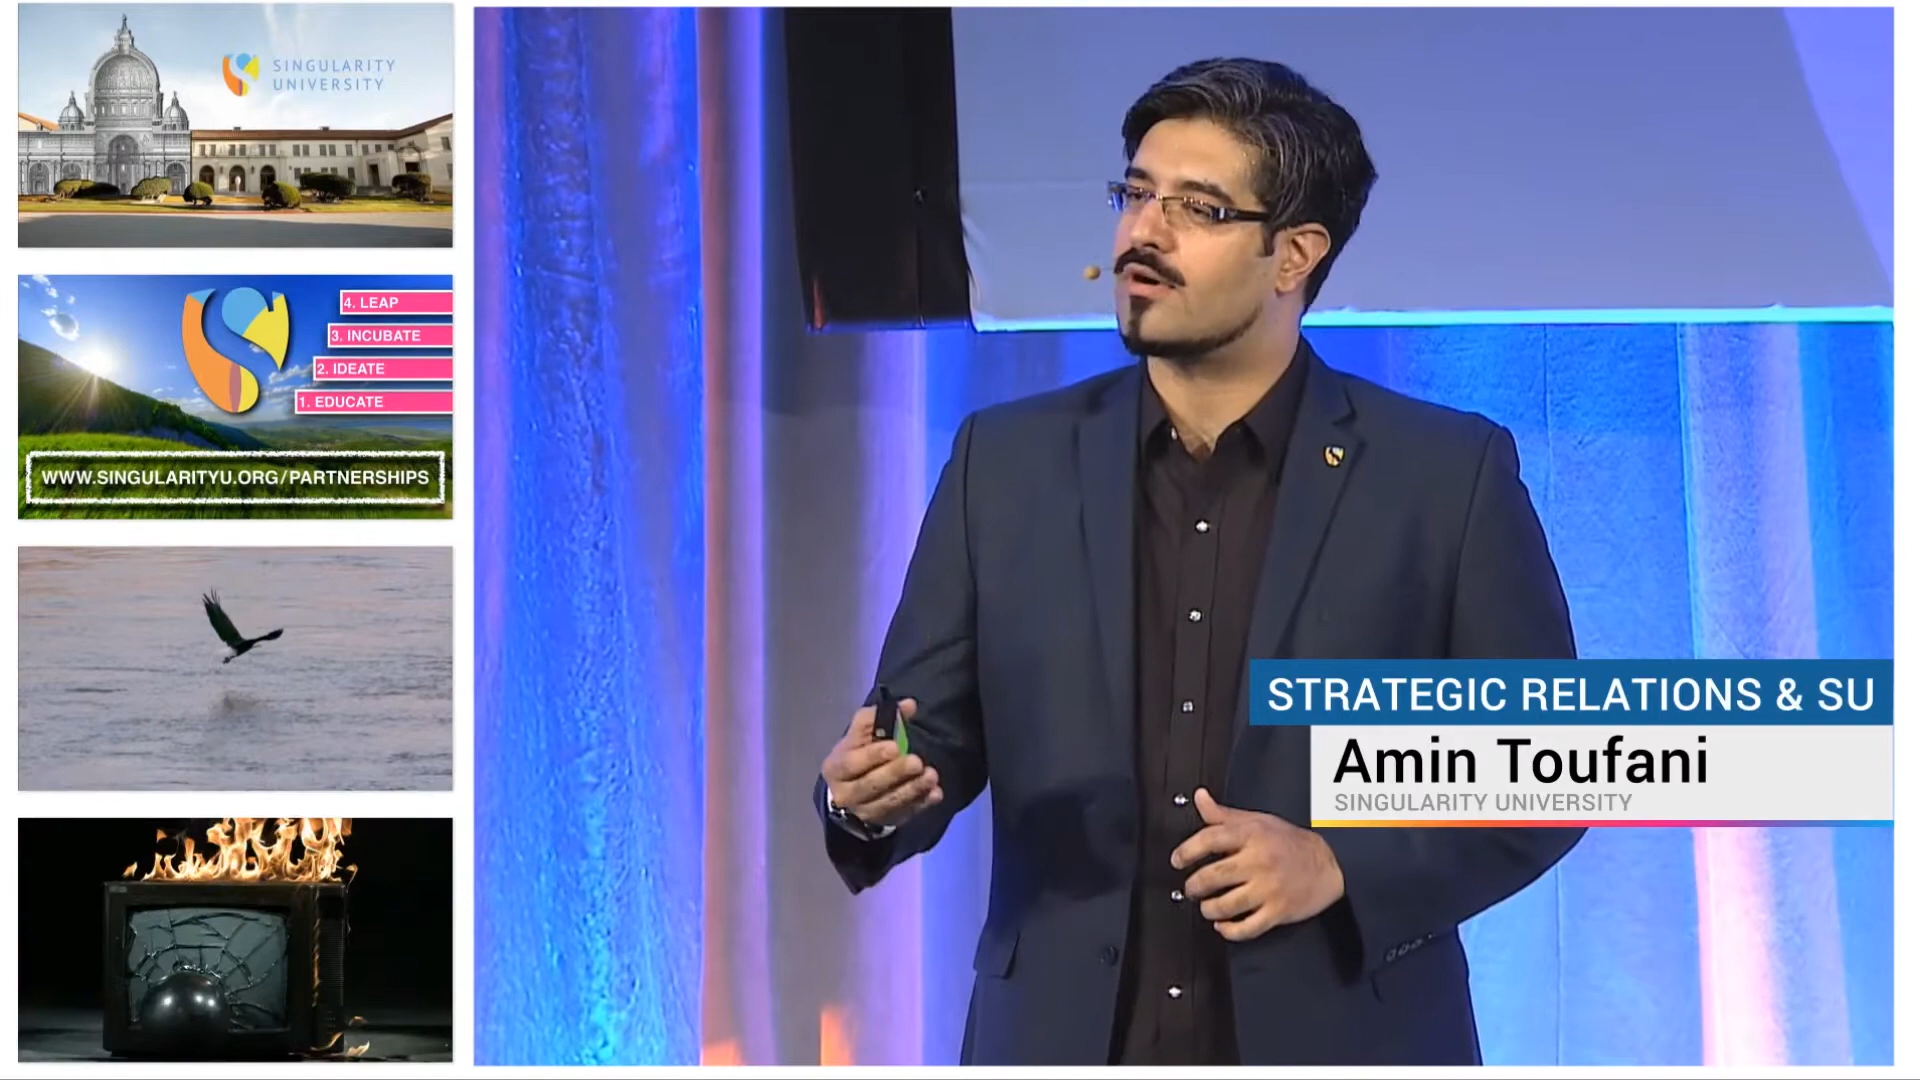 SINGULARITY
UNIVERSITY
4. LEAP
3. INCUBATE
2. IDEATE
1. EDUCATE
WWW.SINGULARITYU.ORG/PARTNERSHIPS
STRATEGIC RELATIONS & SU
Amin Toufani
SINGULARITY UNIVERSITY